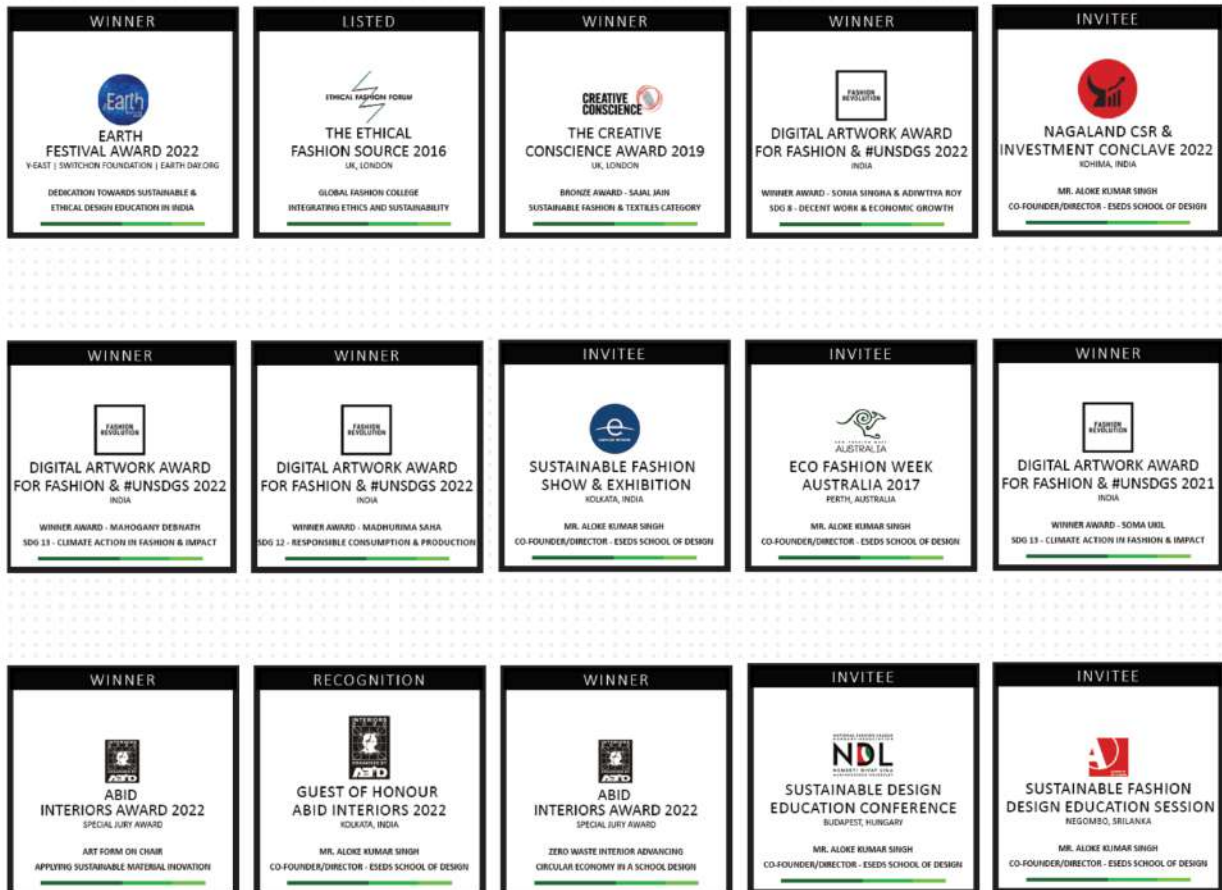 WINNER
Earth
EARTH
FESTIVAL AWARD 2022
Y-EAST | SWITCHON FOUNDATION | EARTH DAY.ORG
DEDICATION TOWARDS SUSTAINABLE &
ETHICAL DESIGN EDUCATION IN INDIA
LISTED
ETHICAL FASHION FORUM
THE ETHICAL
FASHION SOURCE 2016
UK, LONDON
GLOBAL FASHION COLLEGE
INTEGRATING ETHICS AND SUSTAINABILITY
WINNER
CREATIVE
CONSCIENCE
THE CREATIVE
CONSCIENCE AWARD 2019
UK, LONDON
BRONZE AWARD - SAJAL JAIN
SUSTAINABLE FASHION & TEXTILES CATEGORY
WINNER
FASHION
REVOLUTION
DIGITAL ARTWORK AWARD
FOR FASHION & #UNSDGS 2022
INDIA
WINNER AWARD - SONIA SINGHA & ADIWTIYA ROY
SDG 8 - DECENT WORK & ECONOMIC GROWTH
INVITEE
NAGALAND CSR &
INVESTMENT CONCLAVE 2022
KOHIMA, INDIA
MR. ALOKE KUMAR SINGH
CO-FOUNDER/DIRECTOR - ESEDS SCHOOL OF DESIGN
WINNER
FASHION
REVOLUTION
DIGITAL ARTWORK AWARD
FOR FASHION & #UNSDGS 2022
INDIA
WINNER AWARD - MAHOGANY DEBNATH
SDG 13 - CLIMATE ACTION IN FASHION & IMPACT
WINNER
FASHION
REVOLUTION
DIGITAL ARTWORK AWARD
FOR FASHION & #UNSDGS 2022
INDIA
WINNER AWARD - MADHURIMA SAHA
SDG 12 - RESPONSIBLE CONSUMPTION & PRODUCTION
INVITEE
e
SUSTAINABLE FASHION
SHOW & EXHIBITION
KOLKATA, INDIA
MR. ALOKE KUMAR SINGH
CO-FOUNDER/DIRECTOR - ESEDS SCHOOL OF DESIGN
INVITEE
ECO FASHION WEEK
AUSTRALIA
ECO FASHION WEEK
AUSTRALIA 2017
PERTH, AUSTRALIA
MR. ALOKE KUMAR SINGH
CO-FOUNDER/DIRECTOR - ESEDS SCHOOL OF DESIGN
WINNER
FASHION
REVOLUTION
DIGITAL ARTWORK AWARD
FOR FASHION & #UNSDGS 2021
INDIA
WINNER AWARD - SOMA UKIL
SDG 13 - CLIMATE ACTION IN FASHION & IMPACT
WINNER
ABID
ABID
INTERIORS AWARD 2022
SPECIAL JURY AWARD
ART FORM ON CHAIR
APPLYING SUSTAINABLE MATERIAL INOVATION
RECOGNITION
INTERIORS
ABID
GUEST OF HONOUR
ABID INTERIORS 2022
KOLKATA, INDIA
MR. ALOKE KUMAR SINGH
CO-FOUNDER/DIRECTOR - ESEDS SCHOOL OF DESIGN
WINNER
ABID
ABID
INTERIORS AWARD 2022
SPECIAL JURY AWARD
ZERO WASTE INTERIOR ADVANCING
CIRCULAR ECONOMY IN A SCHOOL DESIGN
INVITEE
NDL
NEMZETI DIVAT LIGA
SUSTAINABLE DESIGN
EDUCATION CONFERENCE
BUDAPEST, HUNGARY
MR. ALOKE KUMAR SINGH
CO-FOUNDER/DIRECTOR - ESEDS SCHOOL OF DESIGN
INVITEE
SUSTAINABLE FASHION
DESIGN EDUCATION SESSION
NEGOMBO, SRILANKA
MR. ALOKE KUMAR SINGH
CO-FOUNDER/DIRECTOR - ESEDS SCHOOL OF DESIGN